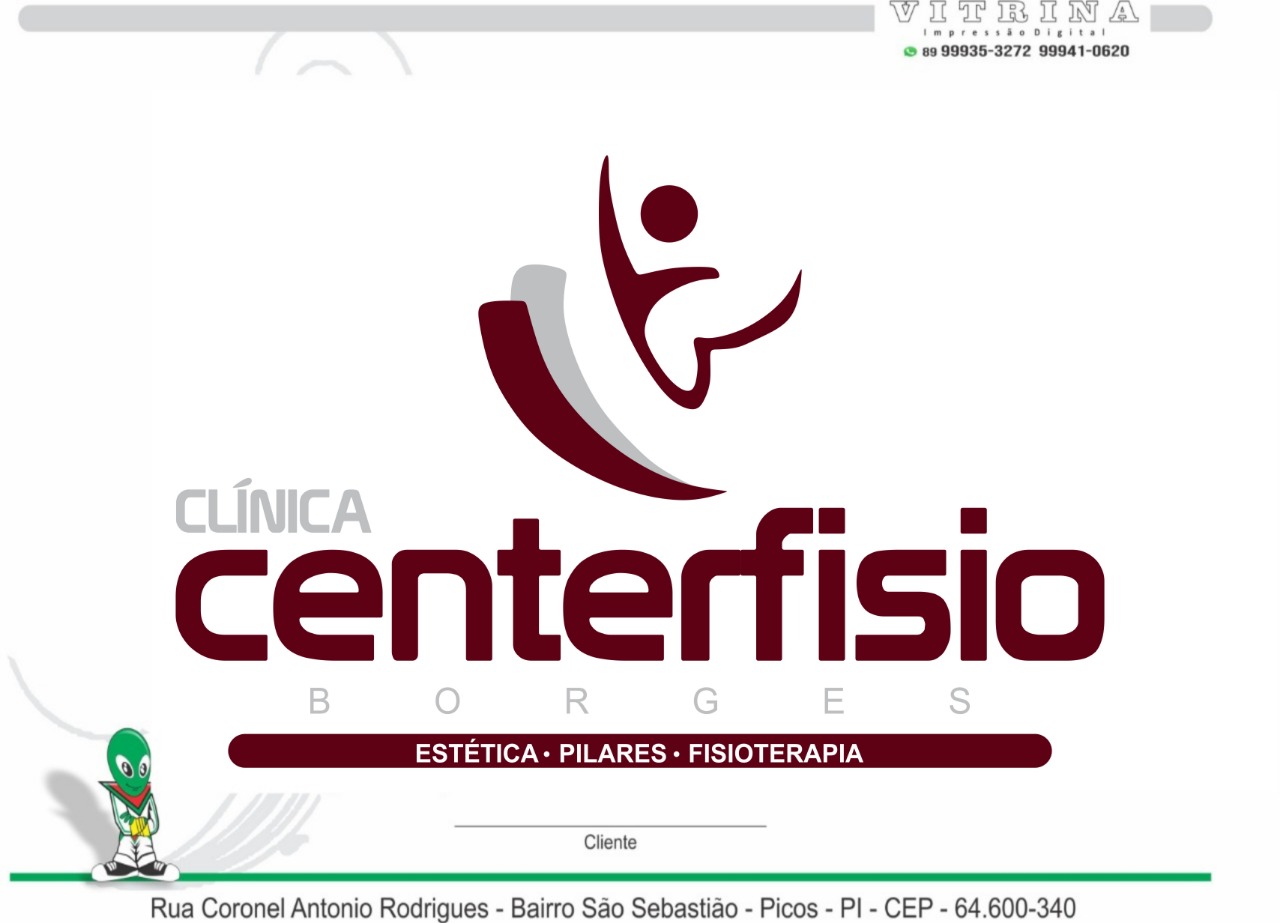 VITRINA
Impressão Digital
89 99935-3272 99941-0620
CLÍNICA
centerfisio
BORGES
ESTÉTICA • PILARES • FISIOTERAPIA
Cliente
Rua Coronel Antonio Rodrigues - Bairro São Sebastião - Picos - PI - CEP - 64.600-340